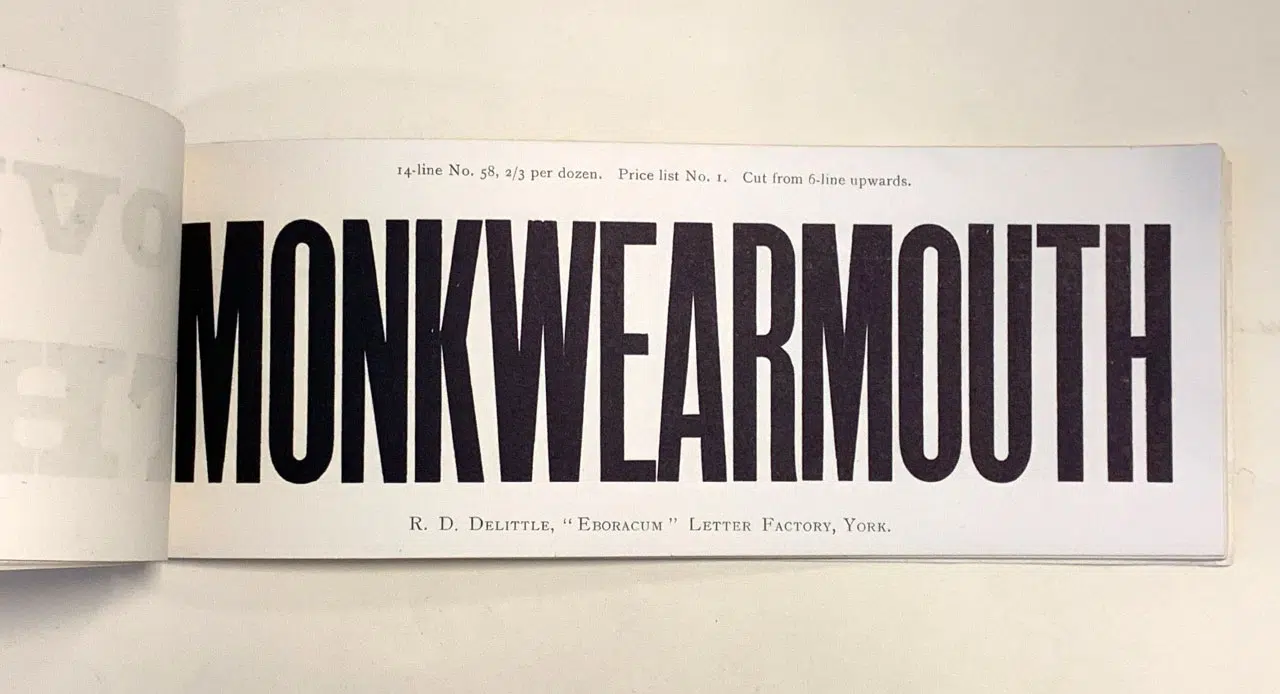 14-line No. 58, 2/3 per dozen. Price list No. 1. Cut from 6-line upwards.
MONKWEARMOUTH
R. D. Delittle, “Eboracum” Letter Factory, York.